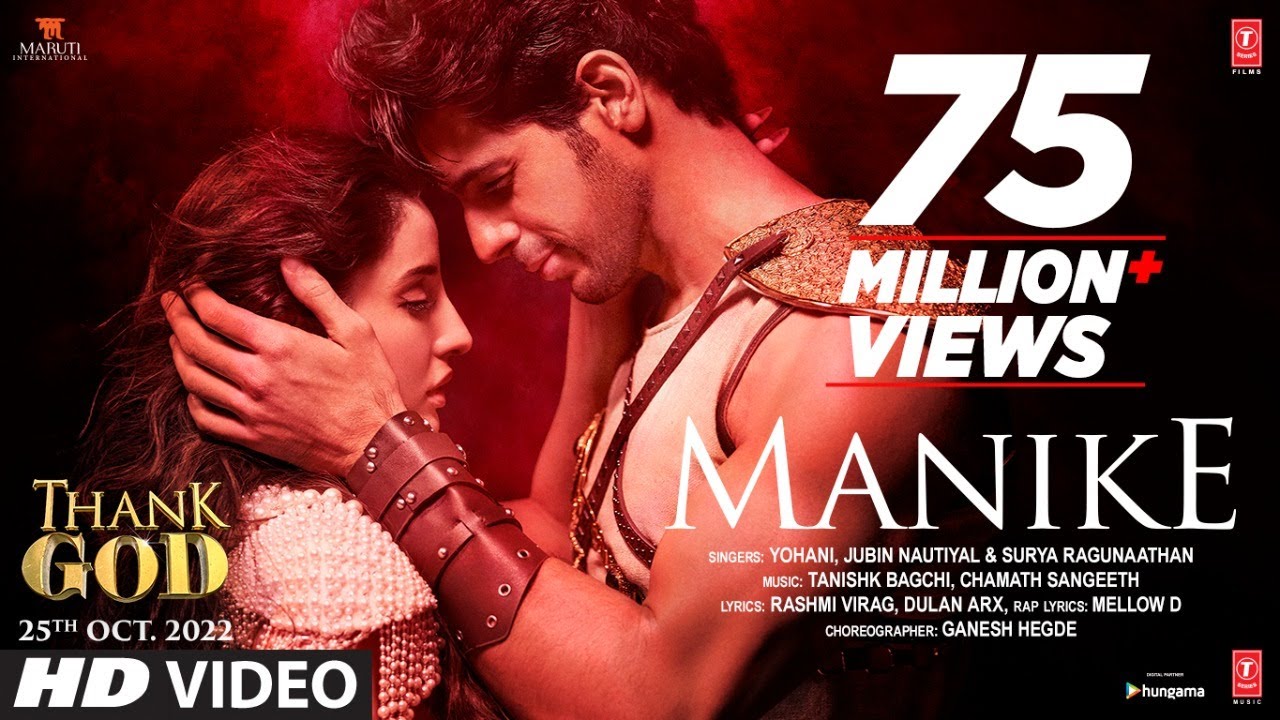 MARUTI
INTERNATIONAL
T
SERIES
FILMS
75
MILLION+
VIEWS
MANIKE
SINGERS: YOHANI, JUBIN NAUTIYAL & SURYA RAGUNAATHAN
MUSIC: TANISHK BAGCHI, CHAMATH SANGEETH
LYRICS: RASHMI VIRAG, DULAN ARX, RAP LYRICS: MELLOW D
CHOREOGRAPHER: GANESH HEGDE
THANK
GOD
25TH OCT. 2022
HD VIDEO
DIGITAL PARTNER
hungama
T
SERIES
MUSIC